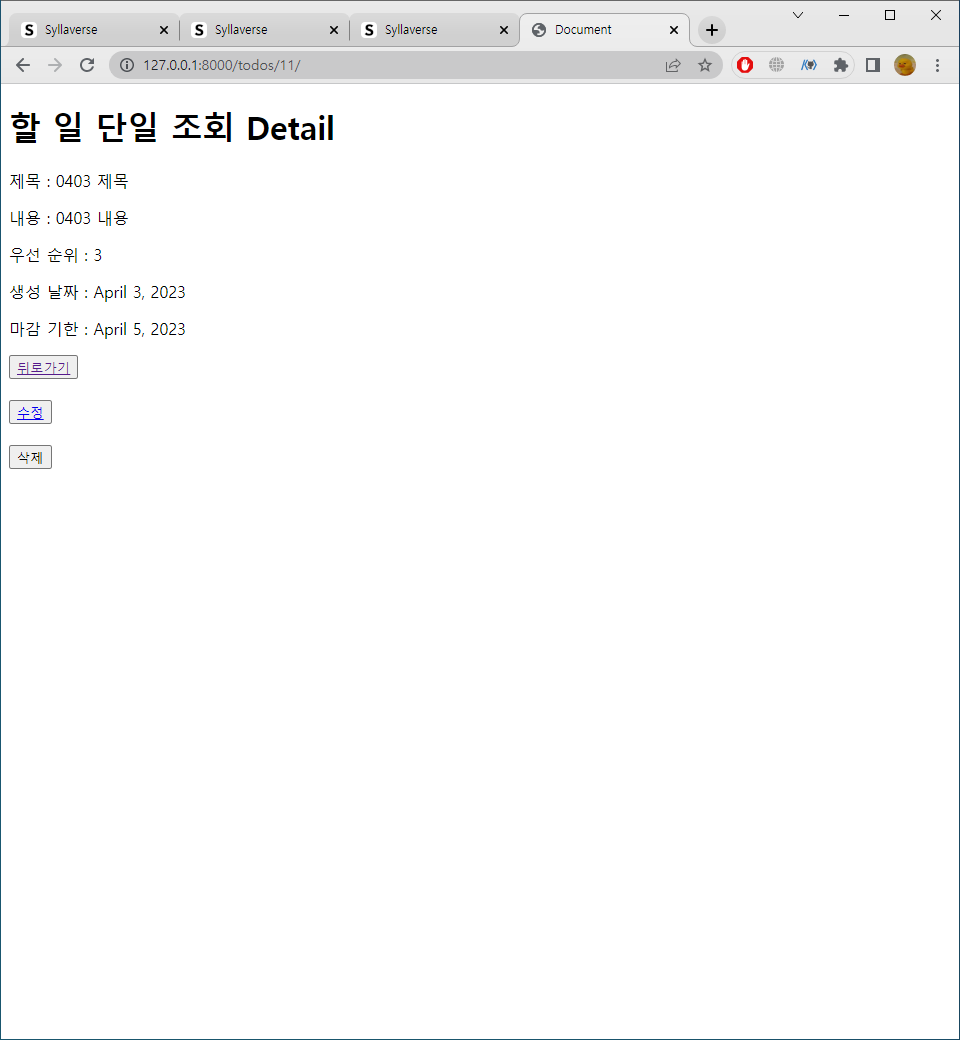 Syllaverse
Syllaverse
Syllaverse
Document
127.0.0.1:8000/todos/11/
할 일 단일 조회 Detail
제목 : 0403 제목
내용 : 0403 내용
우선 순위 : 3
생성 날짜 : April 3, 2023
마감 기한 : April 5, 2023
뒤로가기
수정
삭제